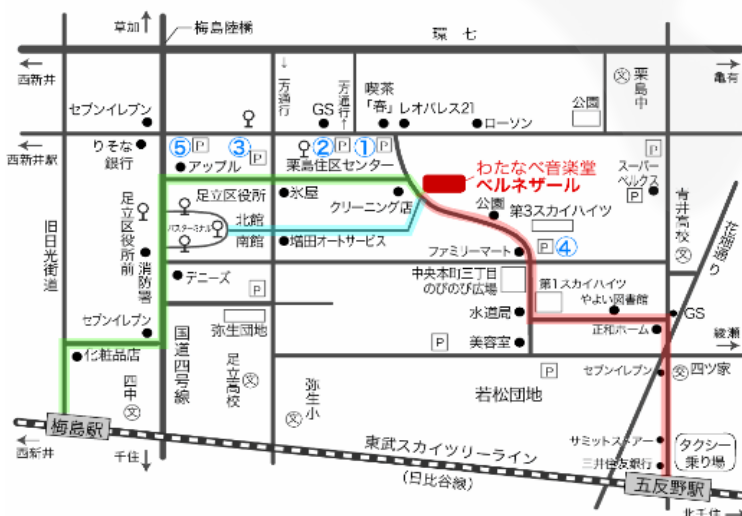 草加
梅島陸橋
環七
西新井
亀有
セブンイレブン
一方通行
GS
一方通行
喫茶
「春」
レオパレス21
ローソン
公園
文
栗島中
西新井駅
りそな
銀行
⑤
P
③
P
②
P
①
P
アップル
栗島住区センター
わたなべ音楽堂
ベルネザール
P
スーパー
ベルクス
P
足立区役所
氷屋
クリーニング店
公園
第3スカイハイツ
青井高校
文
花畑通り
旧日光街道
足立区役所前
バスターミナル
北館
南館
増田オートサービス
ファミリーマート
P
④
消防署
デニーズ
P
中央本町三丁目
のびのび広場
第1スカイハイツ
やよい図書館
セブンイレブン
国道四号線
弥生団地
水道局
正和ホーム
GS
綾瀬
化粧品店
足立高校
文
P
美容室
四中
文
弥生小
文
P
セブンイレブン
文
四ツ家
若松団地
梅島駅
西新井
千住
東武スカイツリーライン
(日比谷線)
サミットストアー
三井住友銀行
タクシー
乗り場
五反野駅
北千住